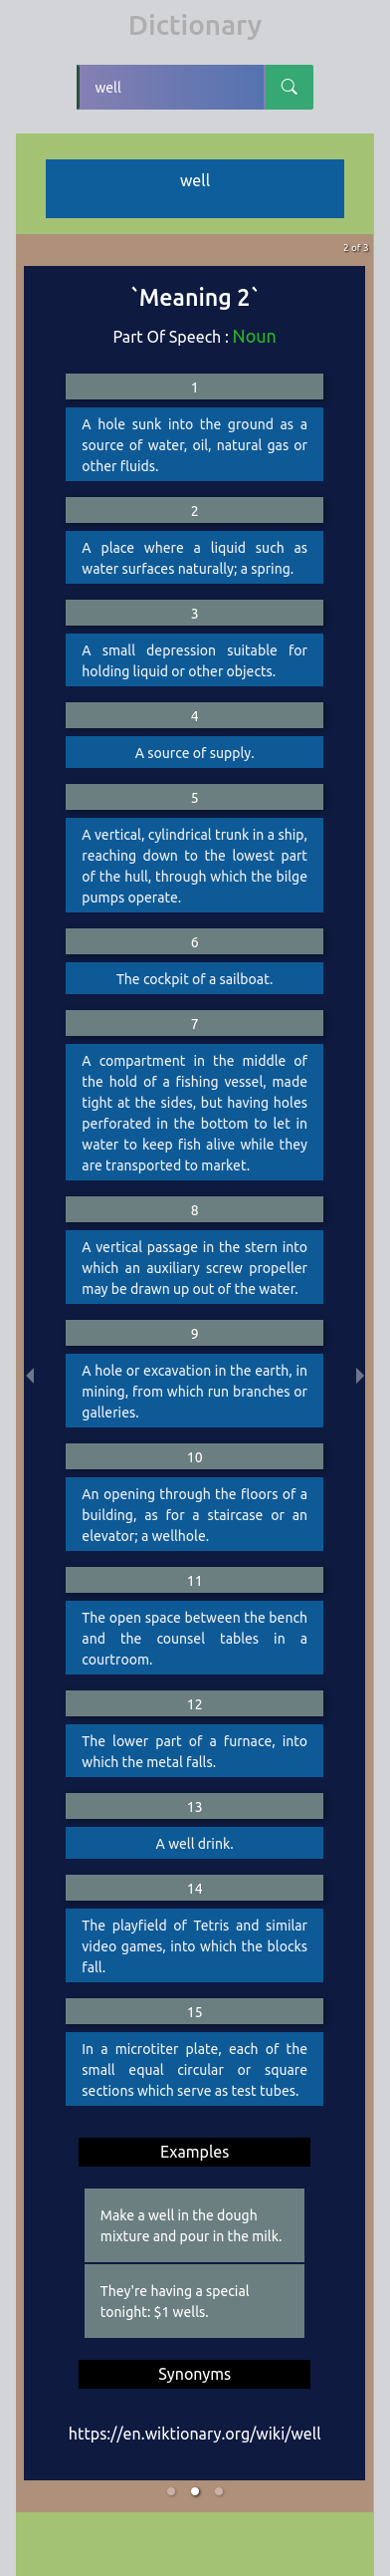 Dictionary
well
well
2 of 3
`Meaning 2`
Part Of Speech : Noun
1
A hole sunk into the ground as a
source of water, oil, natural gas or
other fluids.
2
A place where a liquid such as
water surfaces naturally; a spring.
3
A small depression suitable for
holding liquid or other objects.
4
A source of supply.
5
A vertical, cylindrical trunk in a ship,
reaching down to the lowest part
of the hull, through which the bilge
pumps operate.
6
The cockpit of a sailboat.
7
A compartment in the middle of
the hold of a fishing vessel, made
tight at the sides, but having holes
perforated in the bottom to let in
water to keep fish alive while they
are transported to market.
8
A vertical passage in the stern into
which an auxiliary screw propeller
may be drawn up out of the water.
9
A hole or excavation in the earth, in
mining, from which run branches or
galleries.
10
An opening through the floors of a
building, as for a staircase or an
elevator; a wellhole.
11
The open space between the bench
and the counsel tables in a
courtroom.
12
The lower part of a furnace, into
which the metal falls.
13
A well drink.
14
The playfield of Tetris and similar
video games, into which the blocks
fall.
15
In a microtiter plate, each of the
small equal circular or square
sections which serve as test tubes.
Examples
Make a well in the dough
mixture and pour in the milk.
They're having a special
tonight: $1 wells.
Synonyms
https://en.wiktionary.org/wiki/well